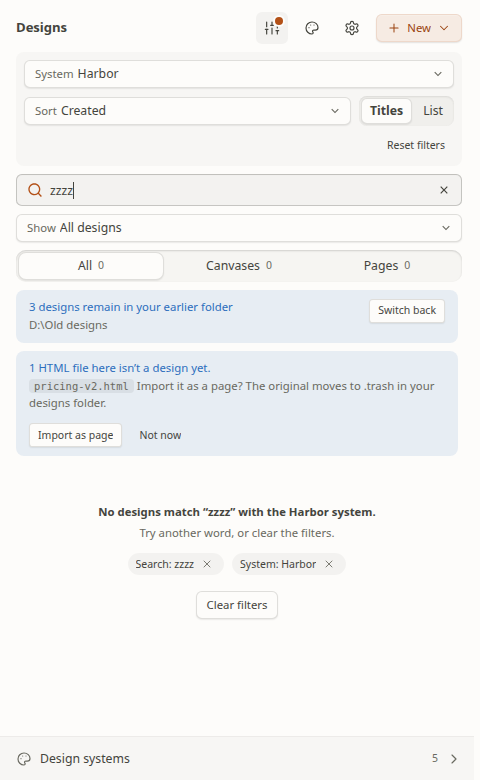 Designs
New
System Harbor
Sort Created
Titles
List
Reset filters
zzzz
Show All designs
All 0
Canvases 0
Pages 0
3 designs remain in your earlier folder
D:\Old designs
Switch back
1 HTML file here isn’t a design yet.
pricing-v2.html Import it as a page? The original moves to .trash in your
designs folder.
Import as page
Not now
No designs match “zzzz” with the Harbor system.
Try another word, or clear the filters.
Search: zzzz
System: Harbor
Clear filters
Design systems
5